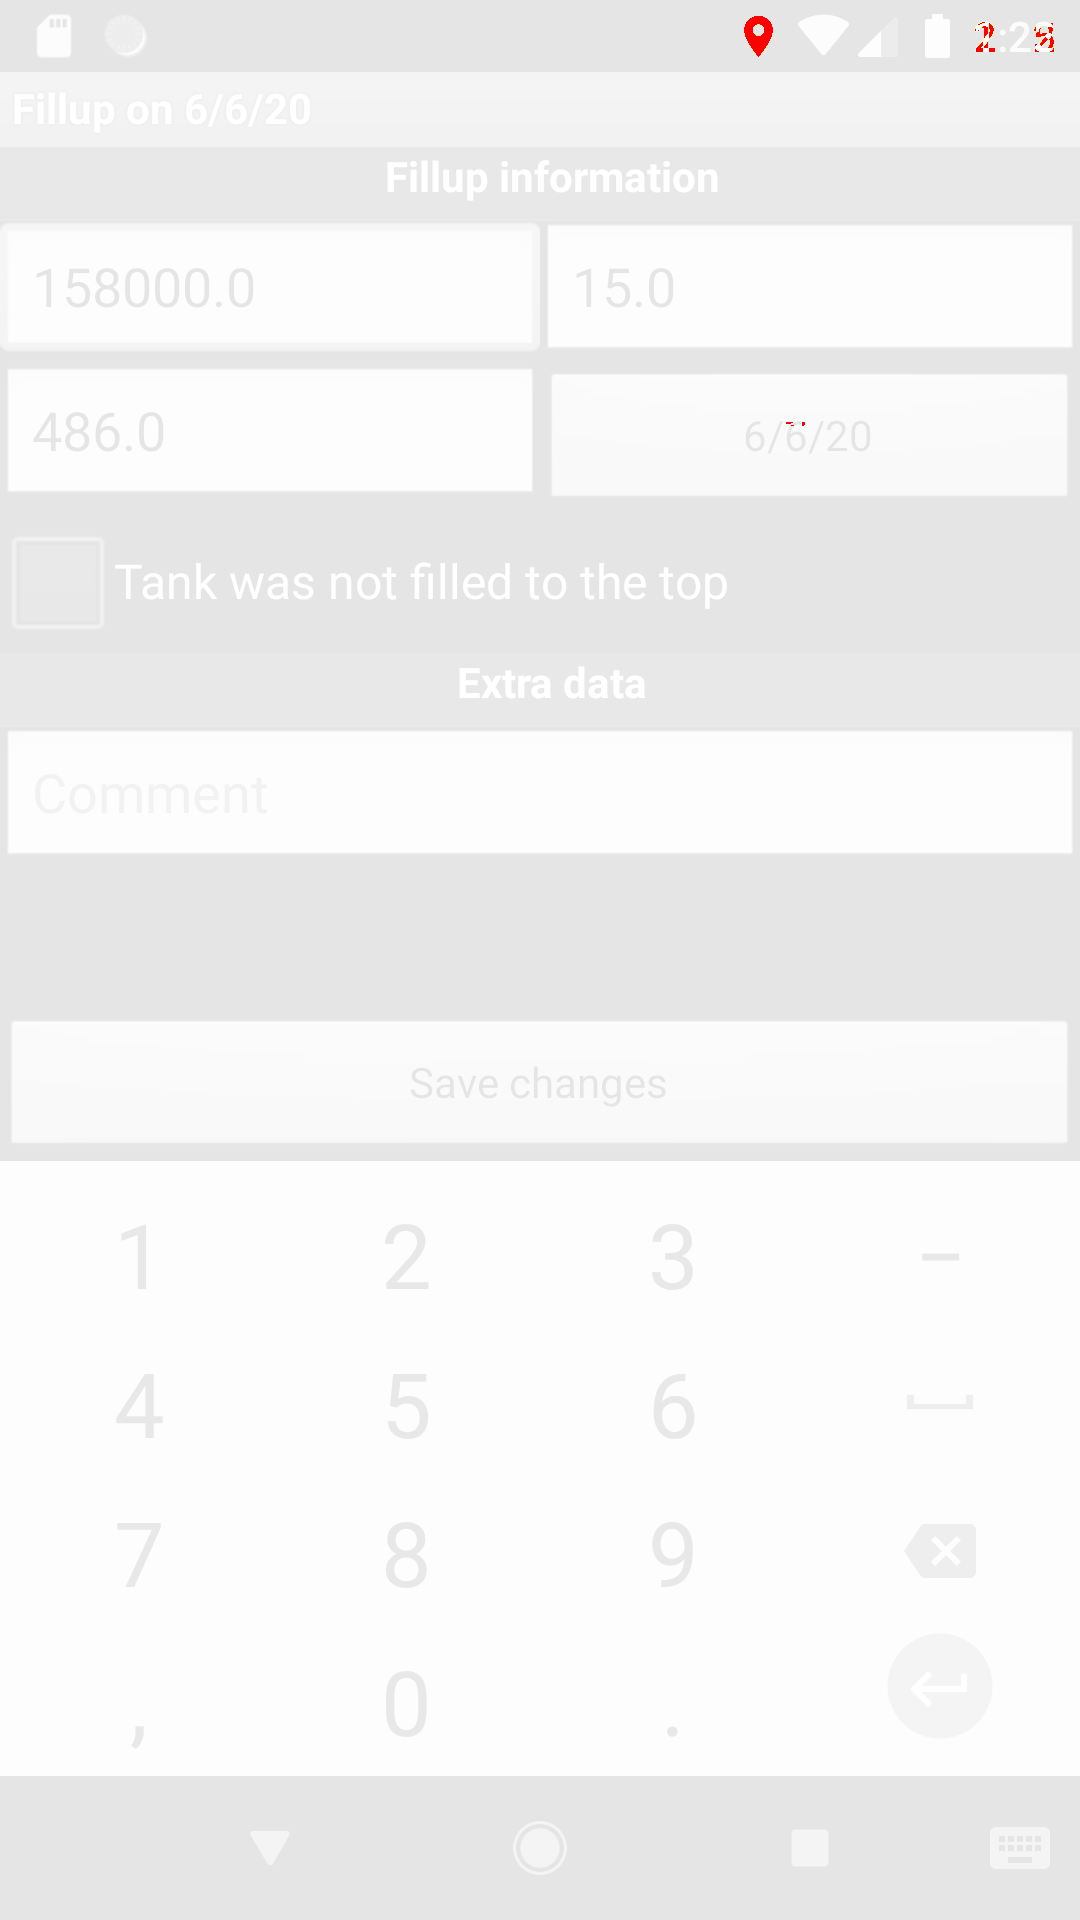 Fillup on 6/6/20
Fillup information
158000.0 15.0
486.0 6/6/20
Tank was not filled to the top
Extra data
Comment
Save changes
1 2 3 –
4 5 6
7 8 9
, 0 .